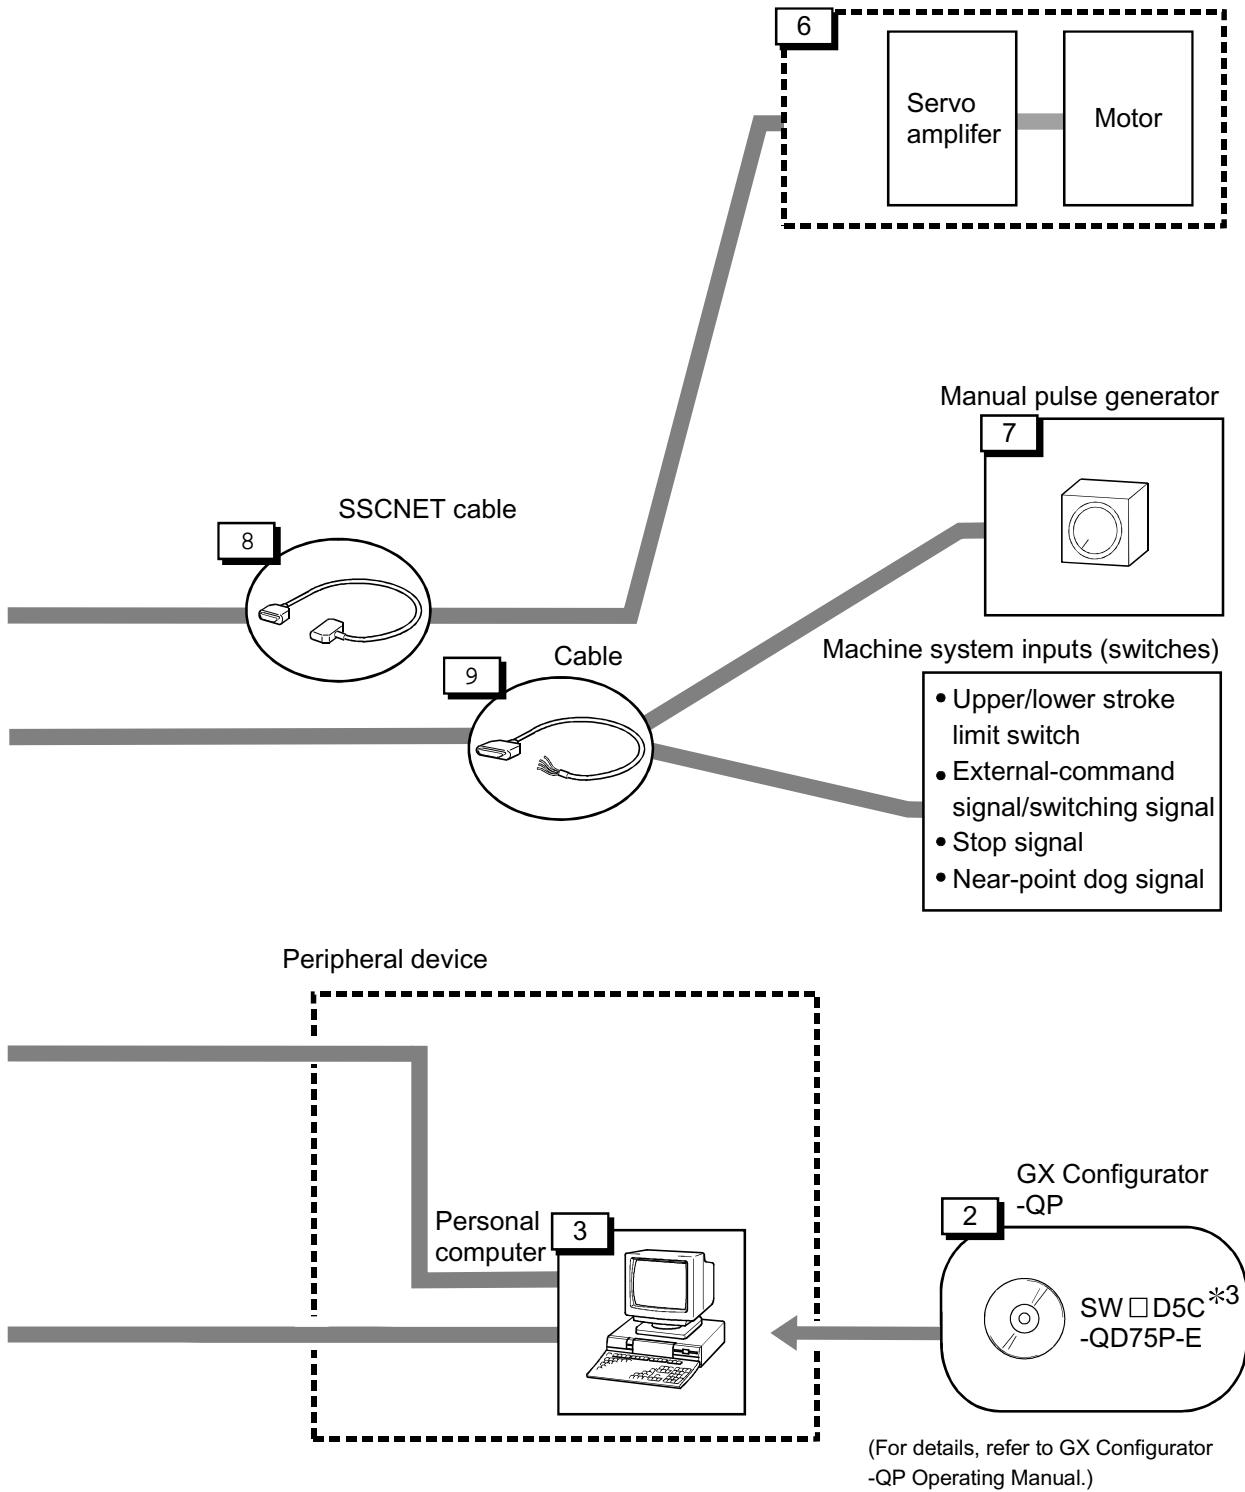 6
Servo
amplifer
Motor
Manual pulse generator
7
SSCNET cable
8
Machine system inputs (switches)
Cable
9
• Upper/lower stroke
limit switch
• External-command
signal/switching signal
• Stop signal
• Near-point dog signal
Peripheral device
Personal
computer
3
GX Configurator
-QP
2
SW□D5C*3
-QD75P-E
(For details, refer to GX Configurator
-QP Operating Manual.)